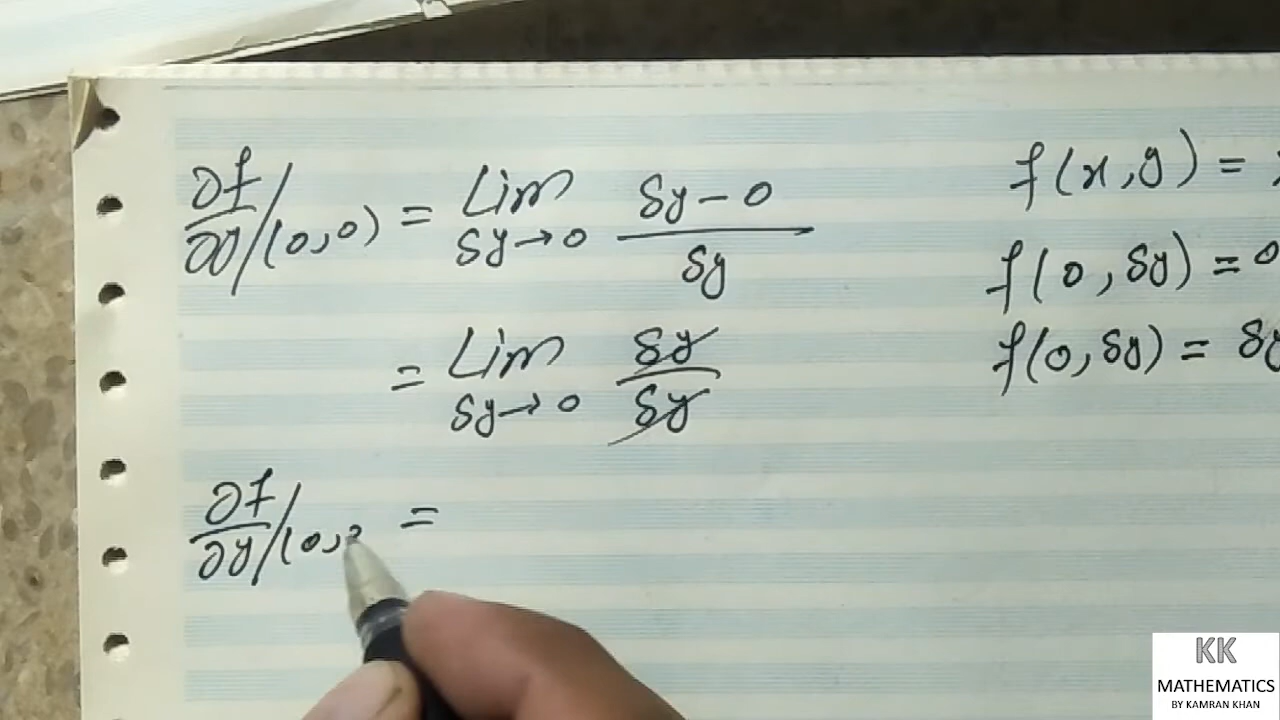 ∂f/∂y|(0,0) = Lim δy→0 (δy − 0)/δy
= Lim δy→0 δy/δy
∂f/∂y|(0,
=
f(x,y) =
f(0,δy) = 0
f(0,δy) = δy
KK
MATHEMATICS
BY KAMRAN KHAN